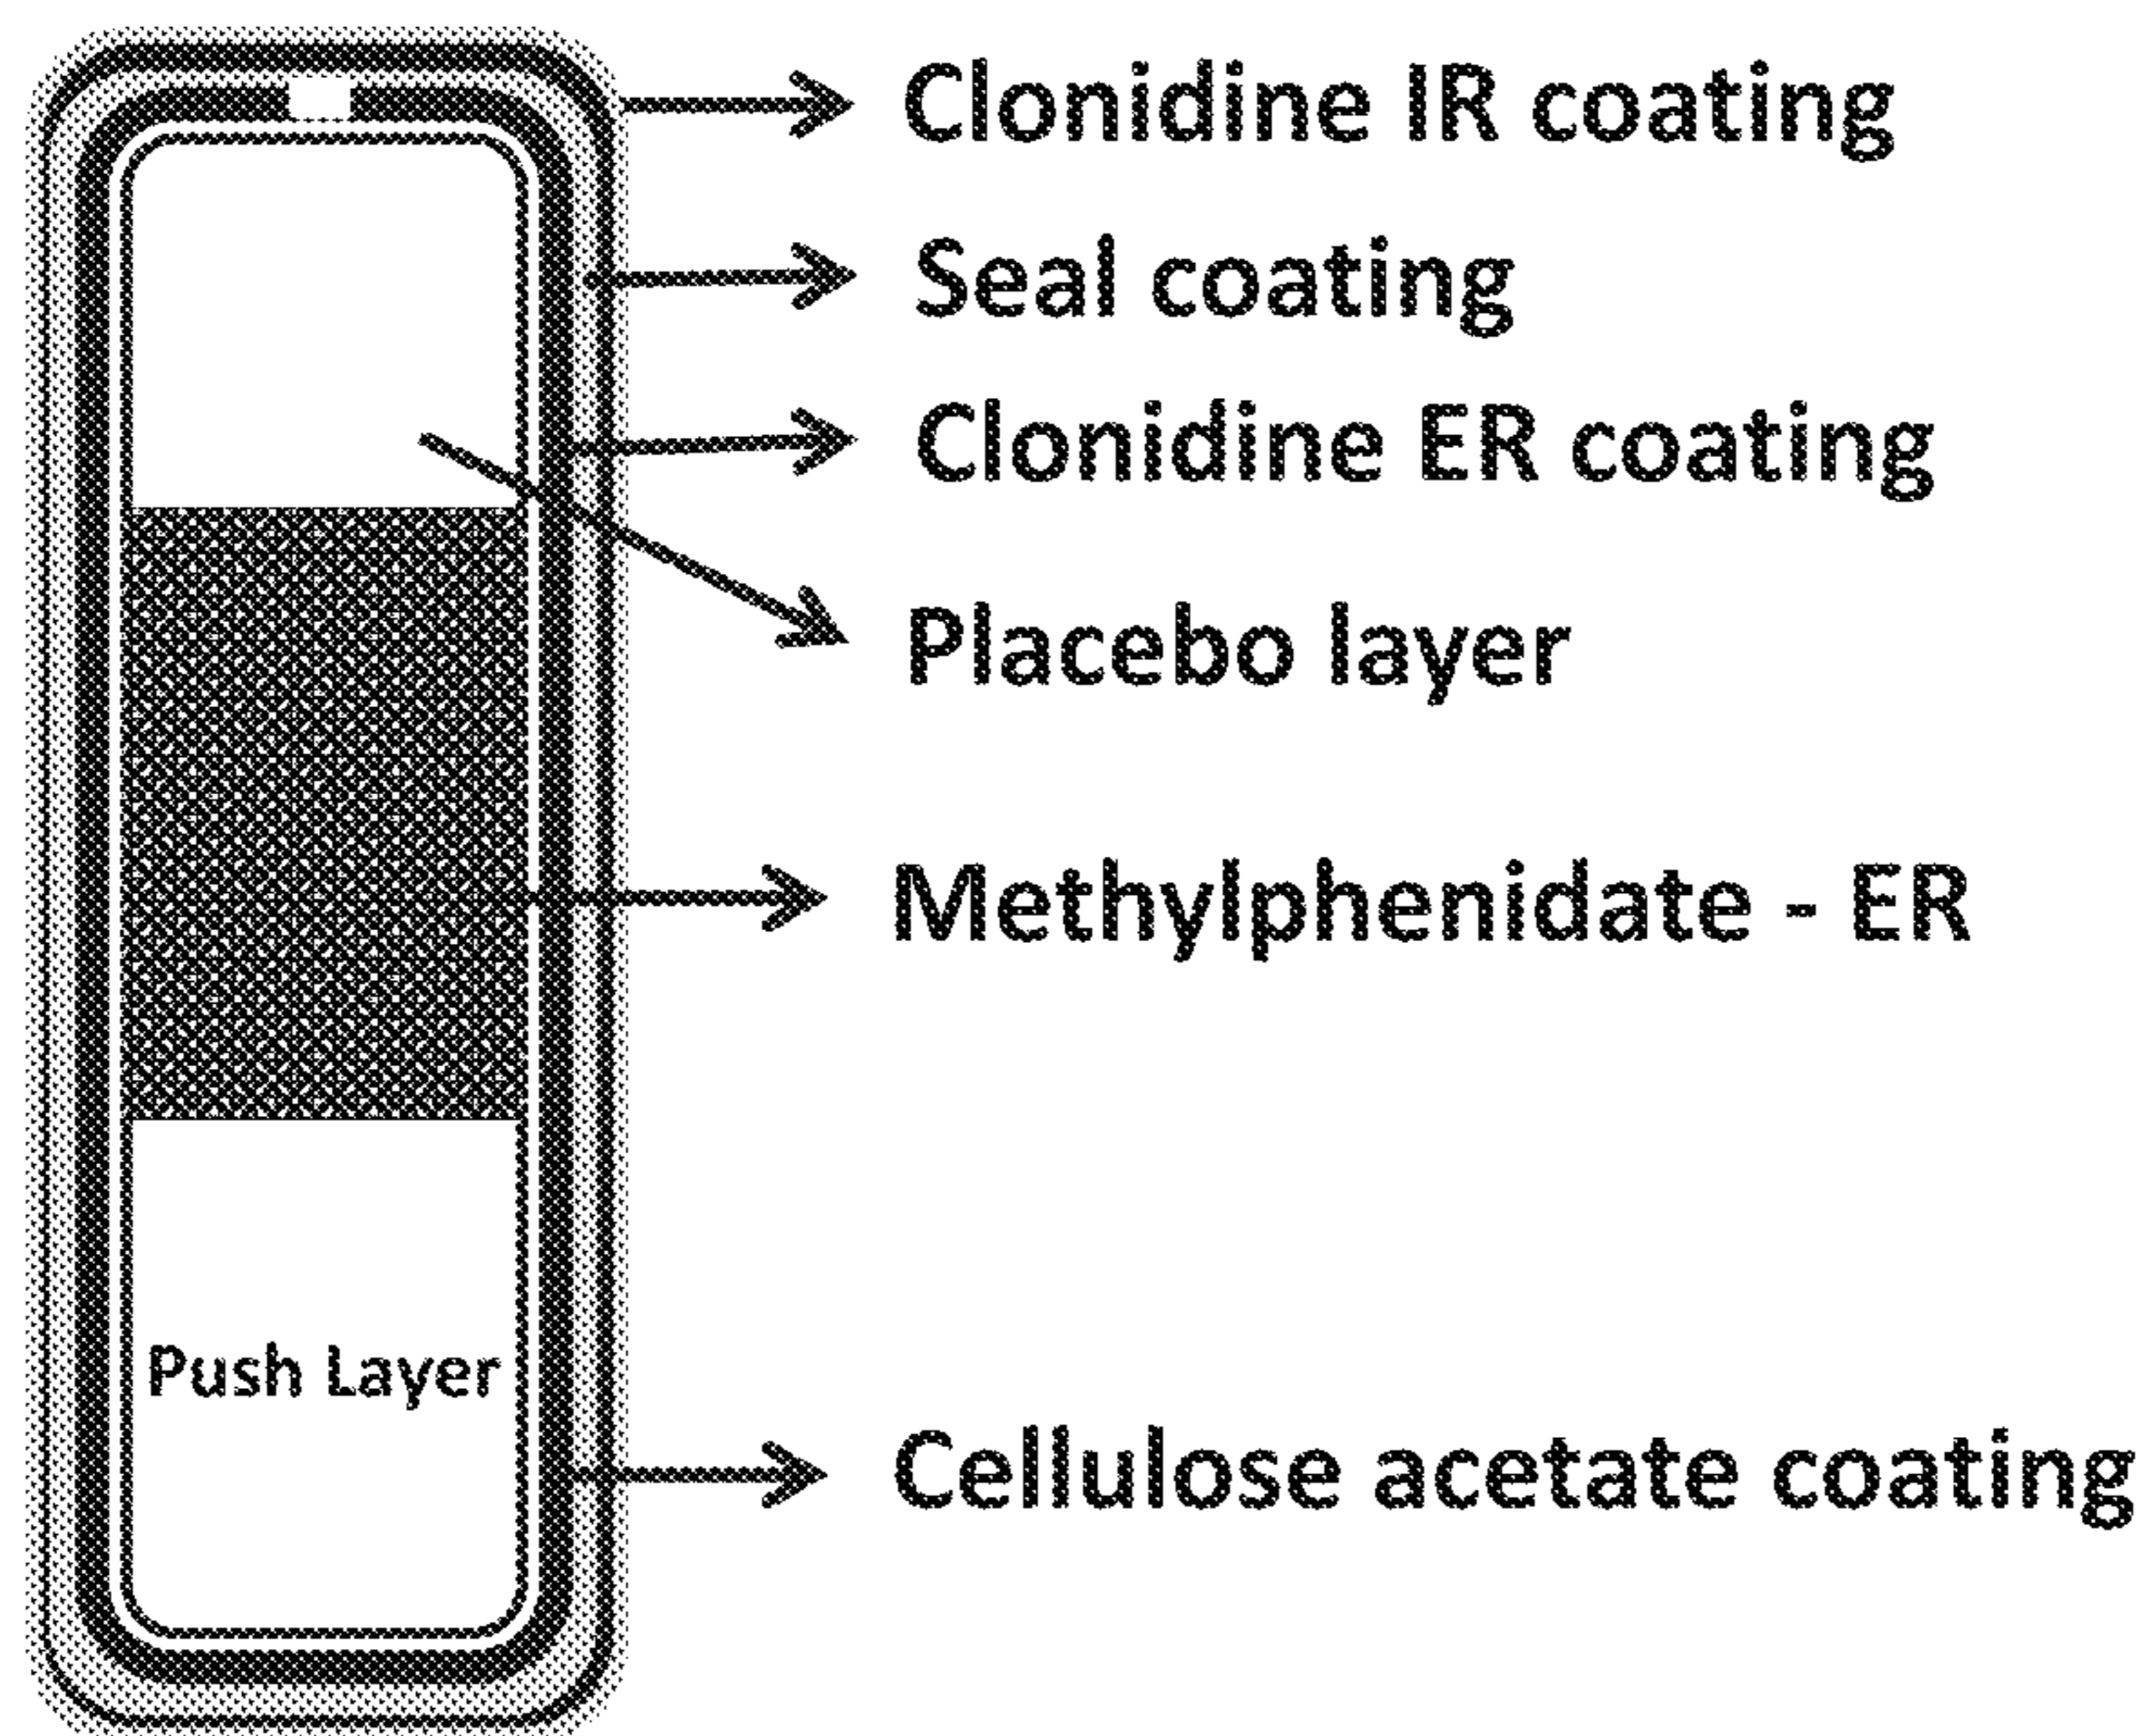 Clonidine IR coating
Seal coating
Clonidine ER coating
Placebo layer
Methylphenidate - ER
Push Layer
Cellulose acetate coating